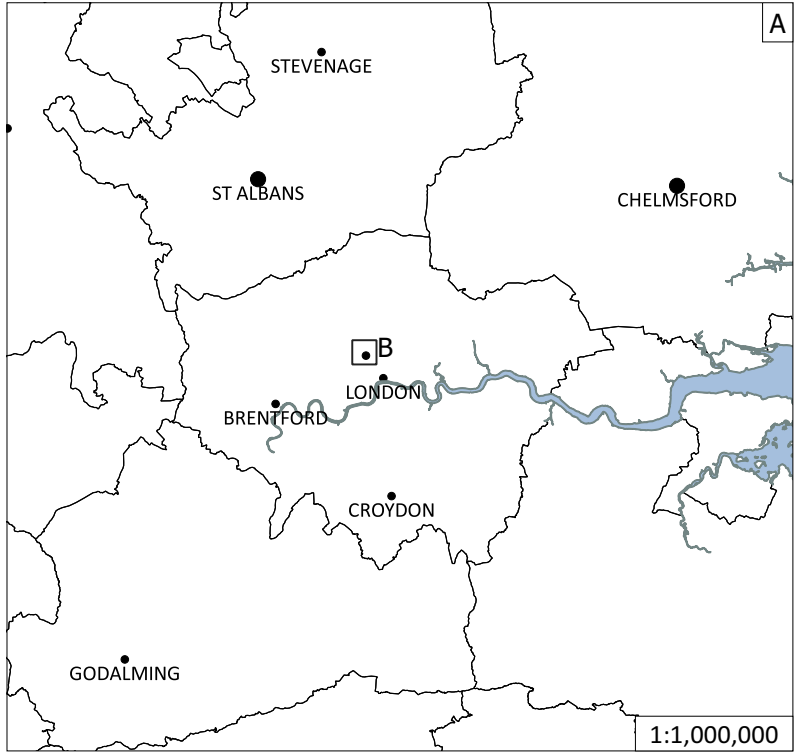 A
STEVENAGE
ST ALBANS
CHELMSFORD
B
LONDON
BRENTFORD
CROYDON
GODALMING
1:1,000,000